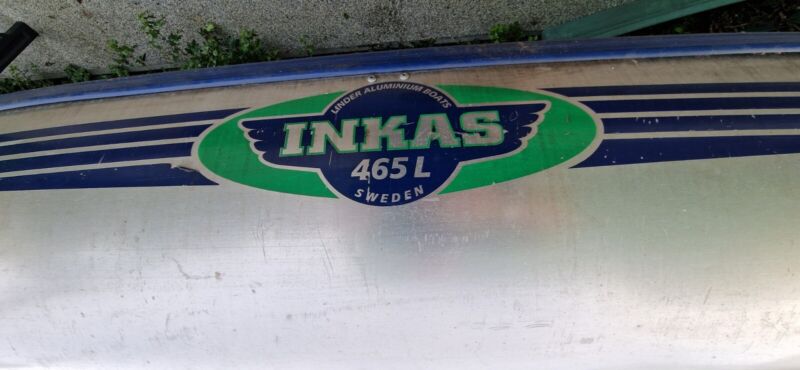 LINDER ALUMINIUM BOATS
INKAS
465 L
SWEDEN